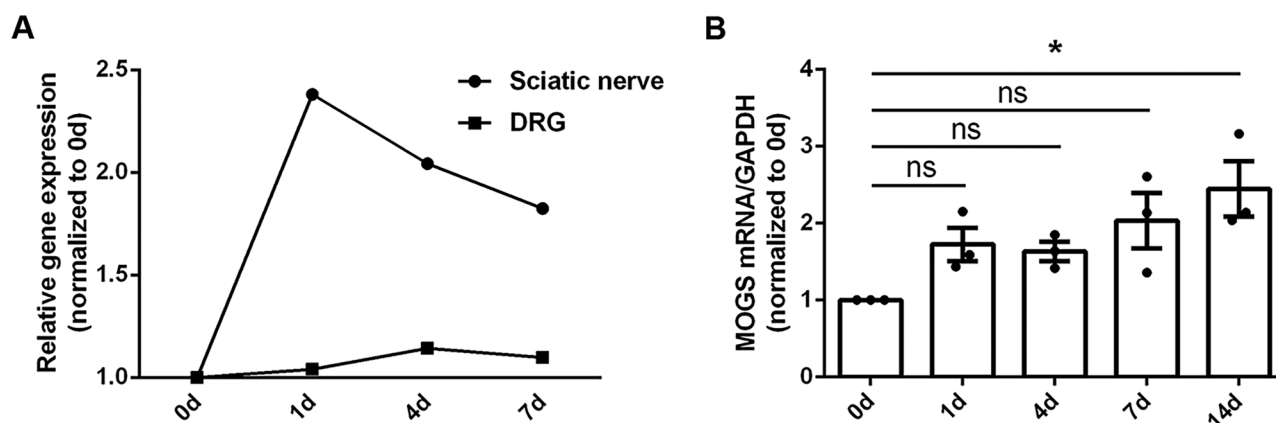 A
Relative gene expression
(normalized to 0d)
2.5
2.0
1.5
1.0
0d
1d
4d
7d
Sciatic nerve
DRG
B
MOGS mRNA/GAPDH
(normalized to 0d)
4
3
2
1
0
*
ns
ns
ns
0d
1d
4d
7d
14d